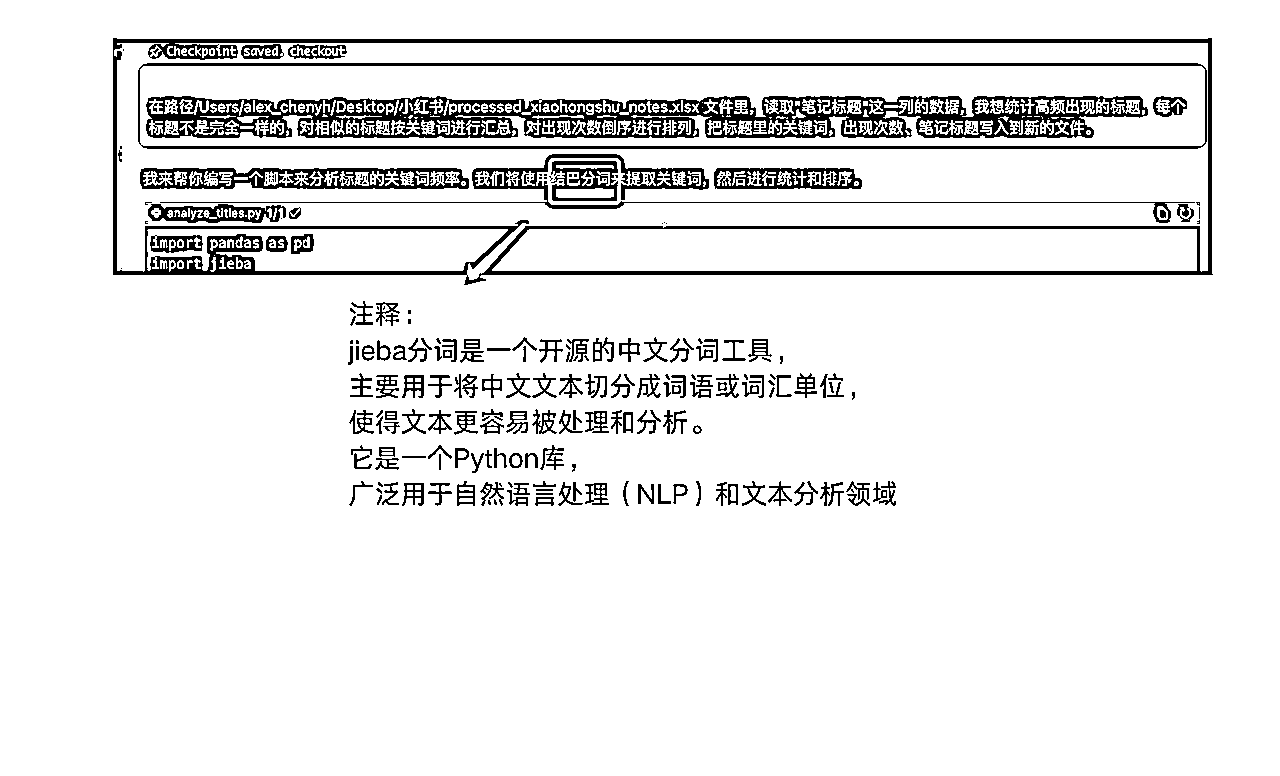 Checkpoint saved. checkout
在路径/Users/alex_chenyh/Desktop/小红书/processed_xiaohongshu_notes.xlsx 文件里，读取"笔记标题"这一列的数据，我想统计高频出现的标题，每个
标题不是完全一样的，对相似的标题按关键词进行汇总，对出现次数倒序进行排列，把标题里的关键词，出现次数、笔记标题写入到新的文件。
我来帮你编写一个脚本来分析标题的关键词频率。我们将使用结巴分词来提取关键词，然后进行统计和排序。
analyze_titles.py 1/1
import pandas as pd
import jieba
注释：
jieba分词是一个开源的中文分词工具，
主要用于将中文文本切分成词语或词汇单位，
使得文本更容易被处理和分析。
它是一个Python库，
广泛用于自然语言处理（NLP）和文本分析领域